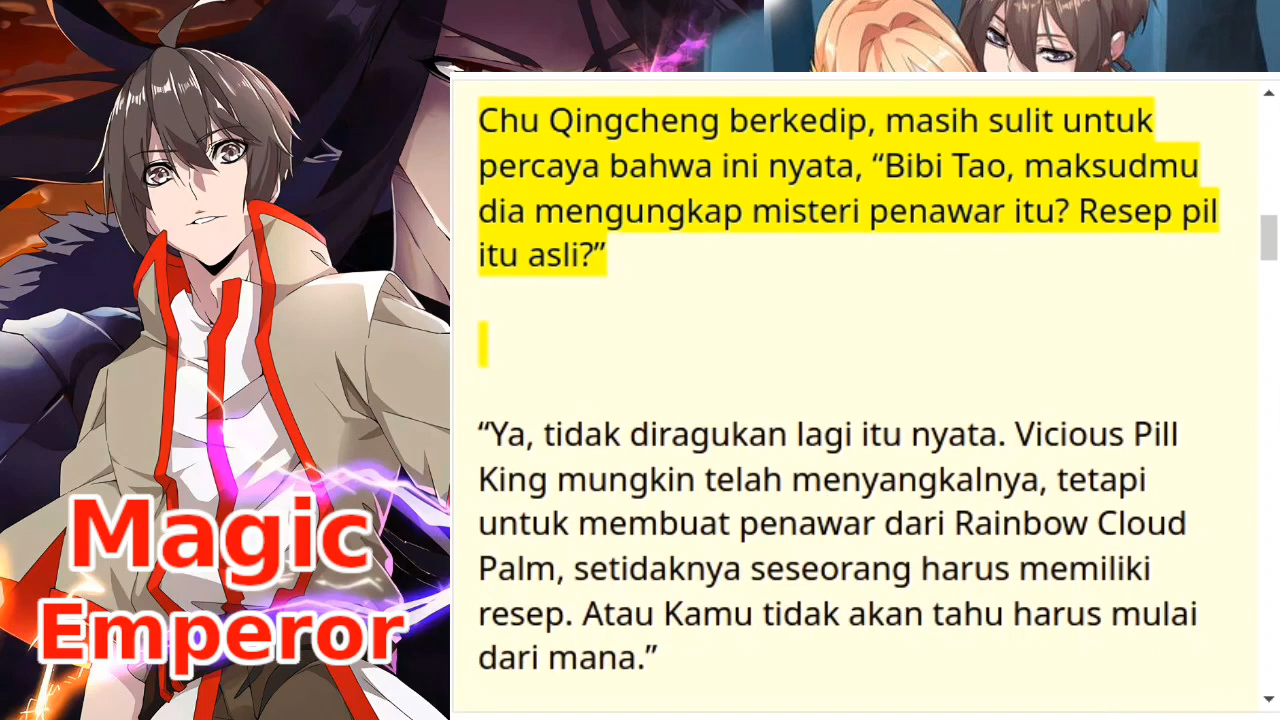 Magic
Emperor
Chu Qingcheng berkedip, masih sulit untuk
percaya bahwa ini nyata, “Bibi Tao, maksudmu
dia mengungkap misteri penawar itu? Resep pil
itu asli?”
“Ya, tidak diragukan lagi itu nyata. Vicious Pill
King mungkin telah menyangkalnya, tetapi
untuk membuat penawar dari Rainbow Cloud
Palm, setidaknya seseorang harus memiliki
resep. Atau Kamu tidak akan tahu harus mulai
dari mana.”